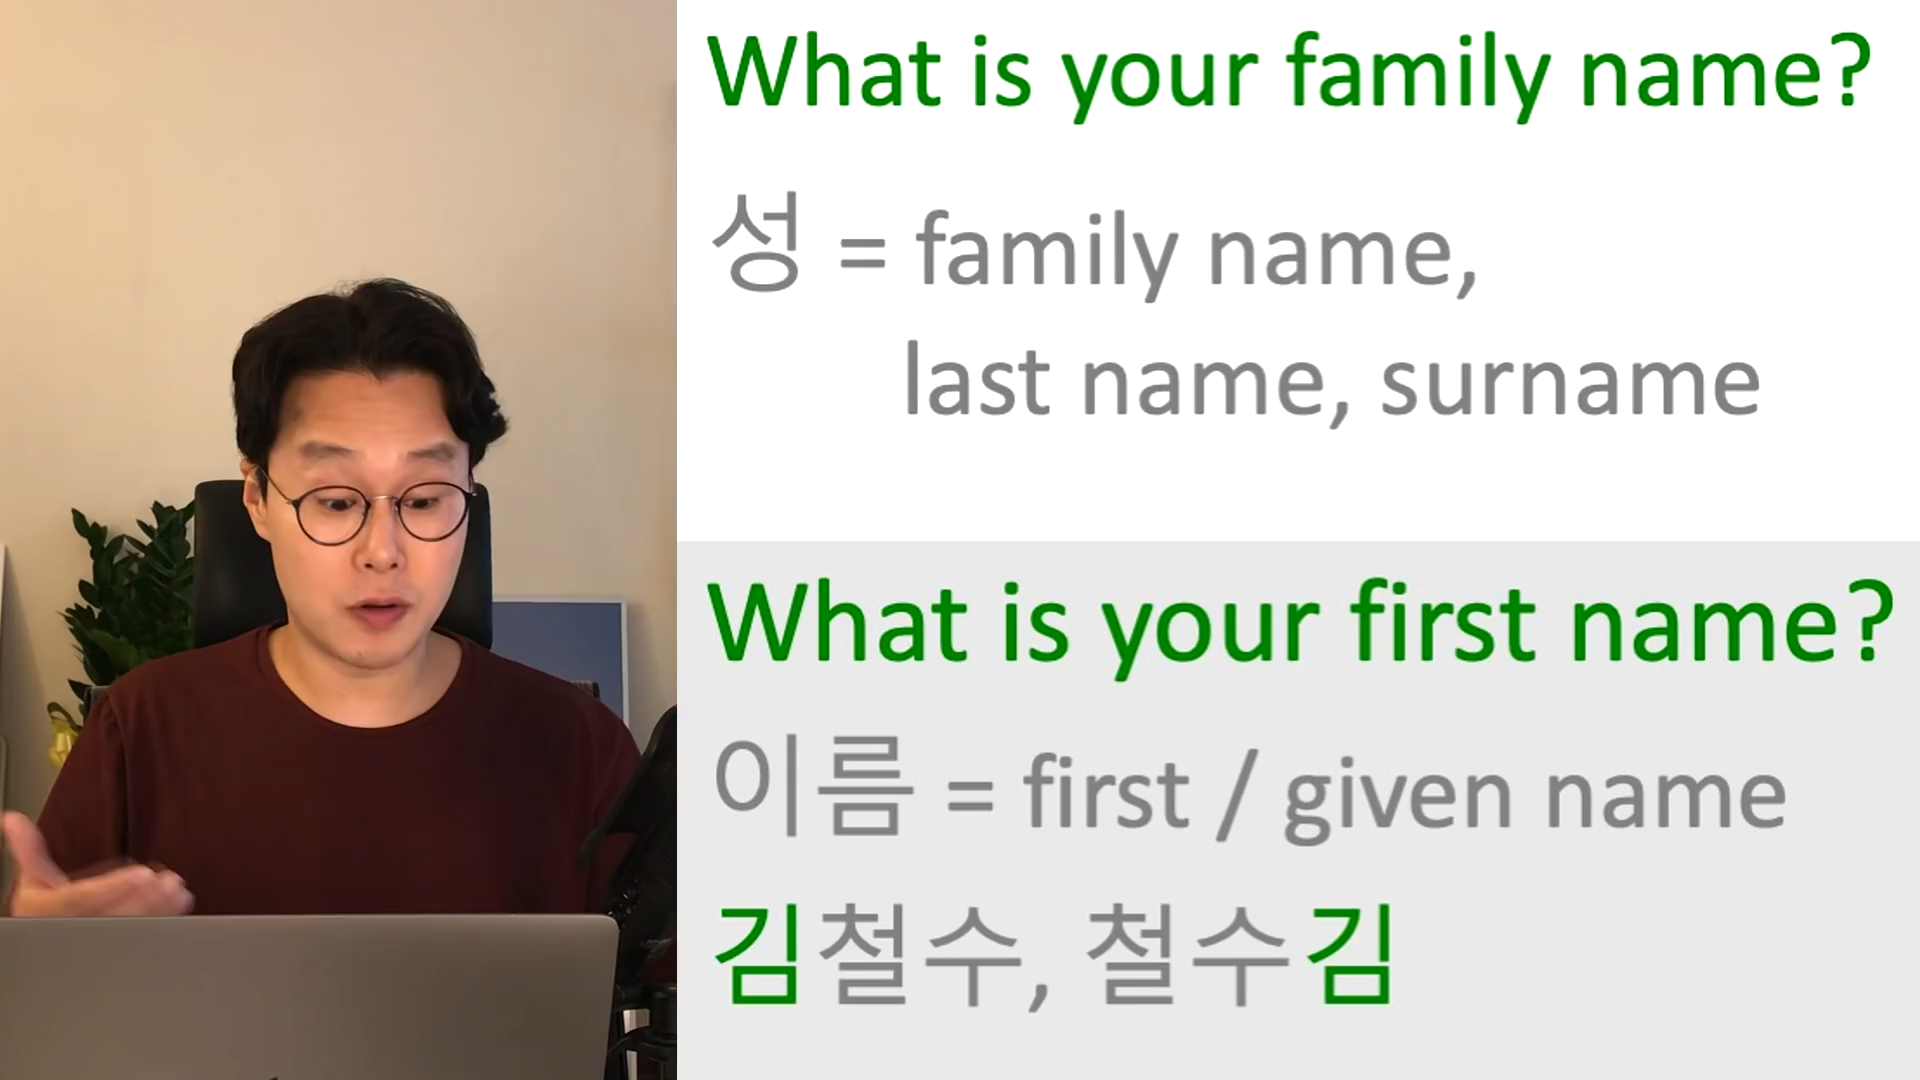 What is your family name?
성 = family name,
last name, surname
What is your first name?
이름 = first / given name
김철수, 철수김